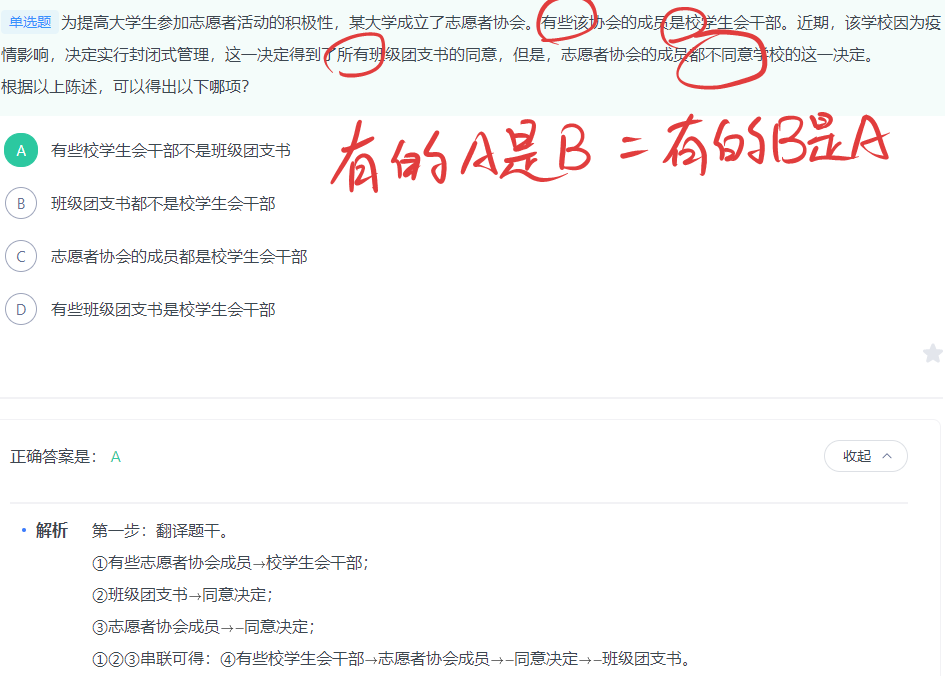 单选题 为提高大学生参加志愿者活动的积极性，某大学成立了志愿者协会。有些该协会的成员是校学生会干部。近期，该学校因为疫
情影响，决定实行封闭式管理，这一决定得到了所有班级团支书的同意，但是，志愿者协会的成员都不同意学校的这一决定。
根据以上陈述，可以得出以下哪项？
有的A是B = 有的B是A
A 有些校学生会干部不是班级团支书
B 班级团支书都不是校学生会干部
C 志愿者协会的成员都是校学生会干部
D 有些班级团支书是校学生会干部
正确答案是： A
收起
· 解析 第一步：翻译题干。
①有些志愿者协会成员→校学生会干部；
②班级团支书→同意决定；
③志愿者协会成员→–同意决定；
①②③串联可得：④有些校学生会干部→志愿者协会成员→–同意决定→–班级团支书。